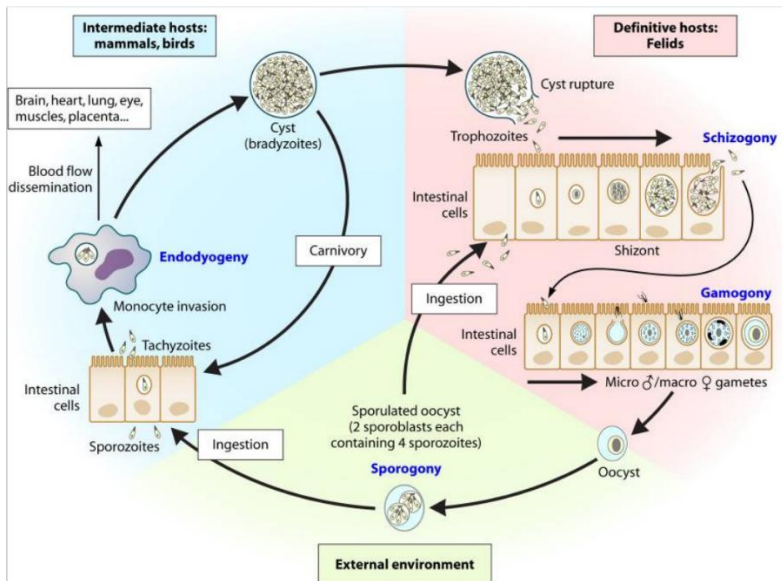 Intermediate hosts:
mammals, birds
Definitive hosts:
Felids
Brain, heart, lung, eye,
muscles, placenta...
Cyst
(bradyzoites)
Cyst rupture
Trophozoites
Schizogony
Blood flow
dissemination
Intestinal
cells
Shizont
Endodyogeny
Carnivory
Monocyte invasion
Ingestion
Gamogony
Tachyzoites
Intestinal
cells
Intestinal
cells
Micro ♂/macro ♀ gametes
Sporozoites
Ingestion
Sporulated oocyst
(2 sporoblasts each
containing 4 sporozoites)
Sporogony
Oocyst
External environment